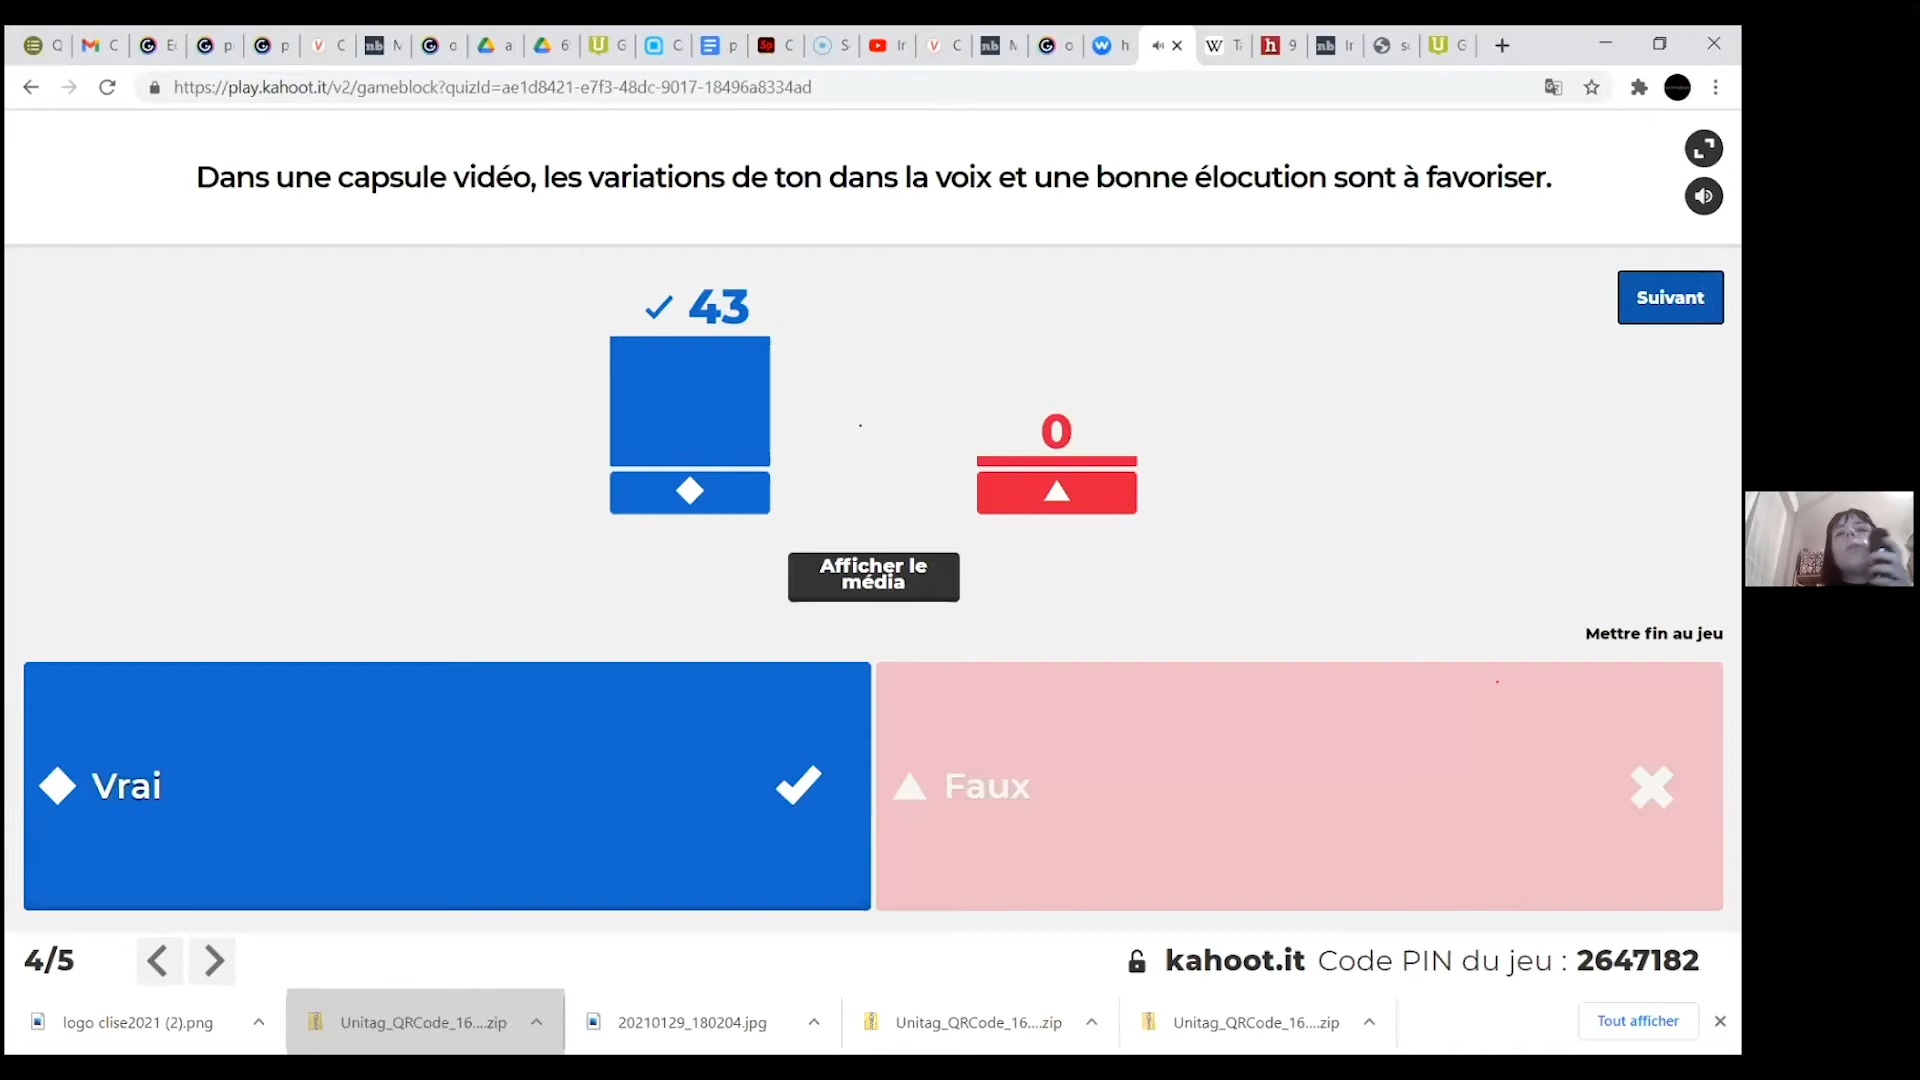 https://play.kahoot.it/v2/gameblock?quizId=ae1d8421-e7f3-48dc-9017-18496a8334ad
Dans une capsule vidéo, les variations de ton dans la voix et une bonne élocution sont à favoriser.
Suivant
43
0
Afficher le
média
Mettre fin au jeu
Vrai
Faux
4/5
kahoot.it Code PIN du jeu : 2647182
logo clise2021 (2).png
Unitag_QRCode_16....zip
20210129_180204.jpg
Unitag_QRCode_16....zip
Unitag_QRCode_16....zip
Tout afficher